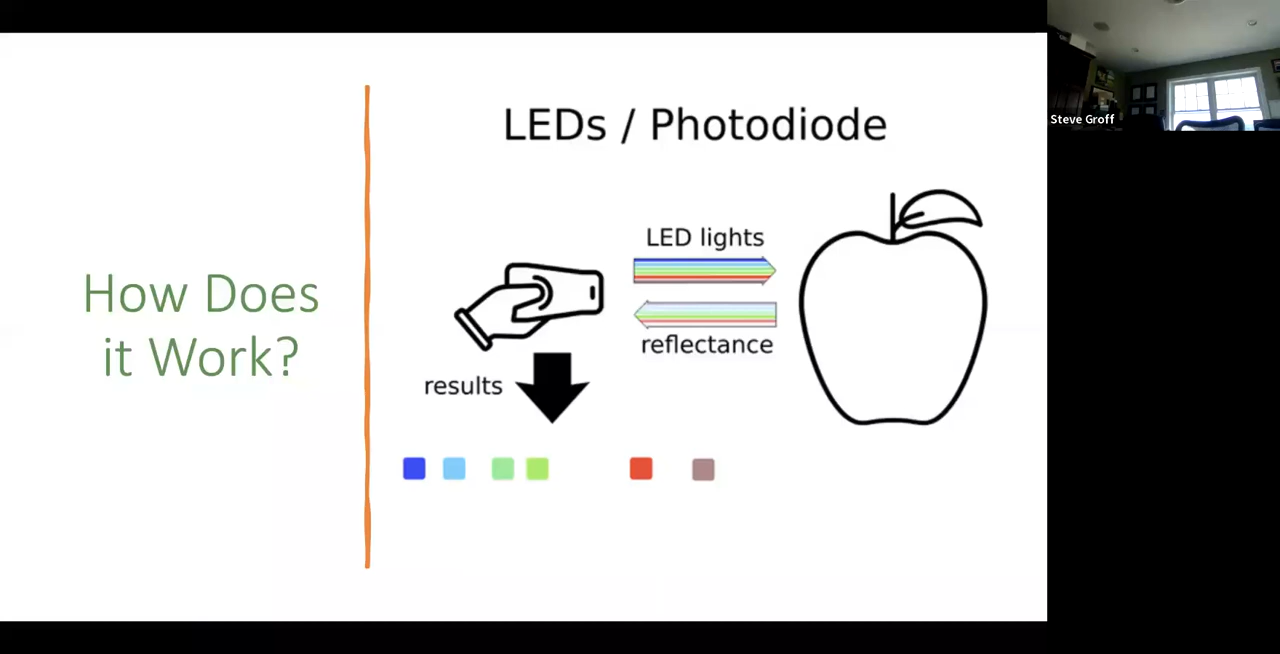 How Does
it Work?
LEDs / Photodiode
LED lights
reflectance
results
Steve Groff